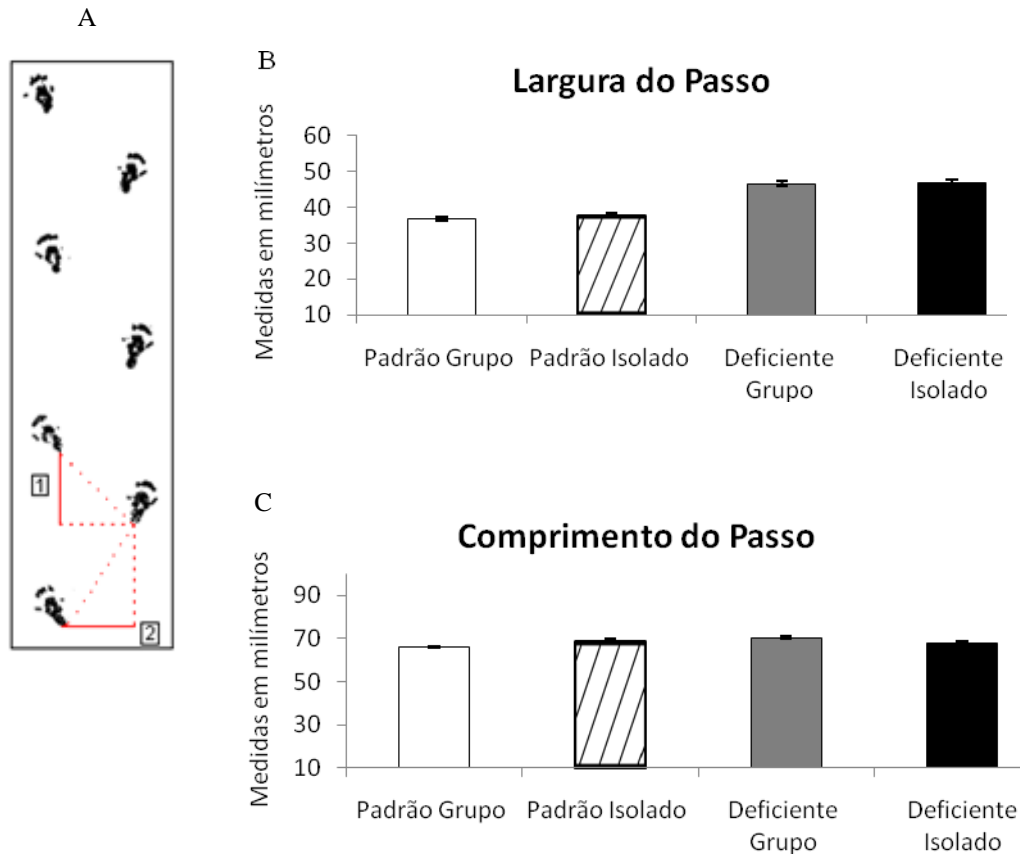 A
1
2
B
Largura do Passo
Medidas em milímetros
60
50
40
30
20
10
Padrão Grupo
Padrão Isolado
Deficiente
Grupo
Deficiente
Isolado
C
Comprimento do Passo
Medidas em milímetros
90
70
50
30
10
Padrão Grupo
Padrão Isolado
Deficiente
Grupo
Deficiente
Isolado